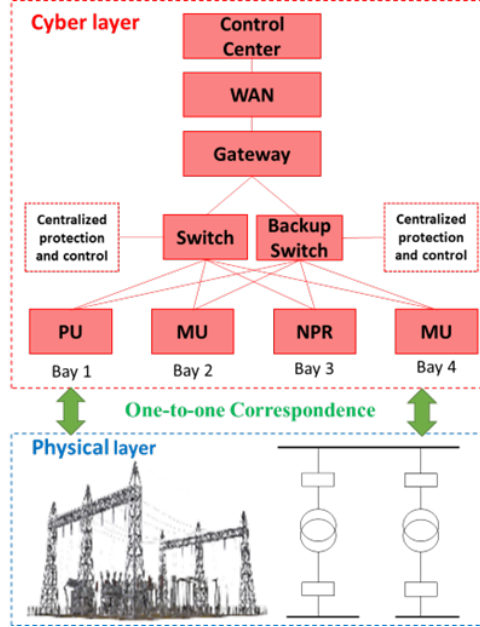 Cyber layer
Control
Center
WAN
Gateway
Centralized
protection
and control
Switch
Backup
Switch
Centralized
protection
and control
PU
MU
NPR
MU
Bay 1
Bay 2
Bay 3
Bay 4
One-to-one Correspondence
Physical layer